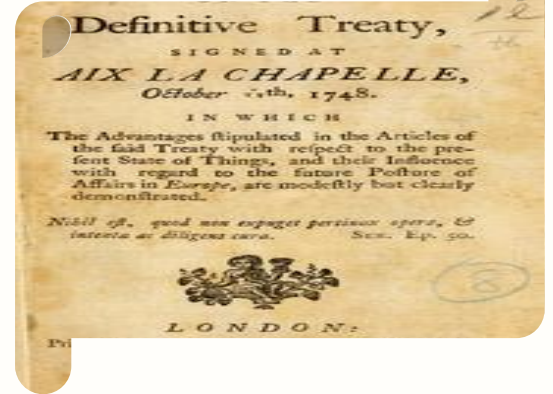 Definitive Treaty,
SIGNED AT
AIX LA CHAPELLE,
October th, 1748.
IN WHICH
The Advantages ſtipulated in the Articles of
the ſaid Treaty with reſpect to the pre-
ſent State of Things, and their Influence
with regard to the future Poſture of
Affairs in Europe, are modeſtly but clearly
demonſtrated.
Nihil eſt, quod non expugnet pertinax opera, &
intenta ac diligens cura. Sen. Ep. 50.
6
LONDON: